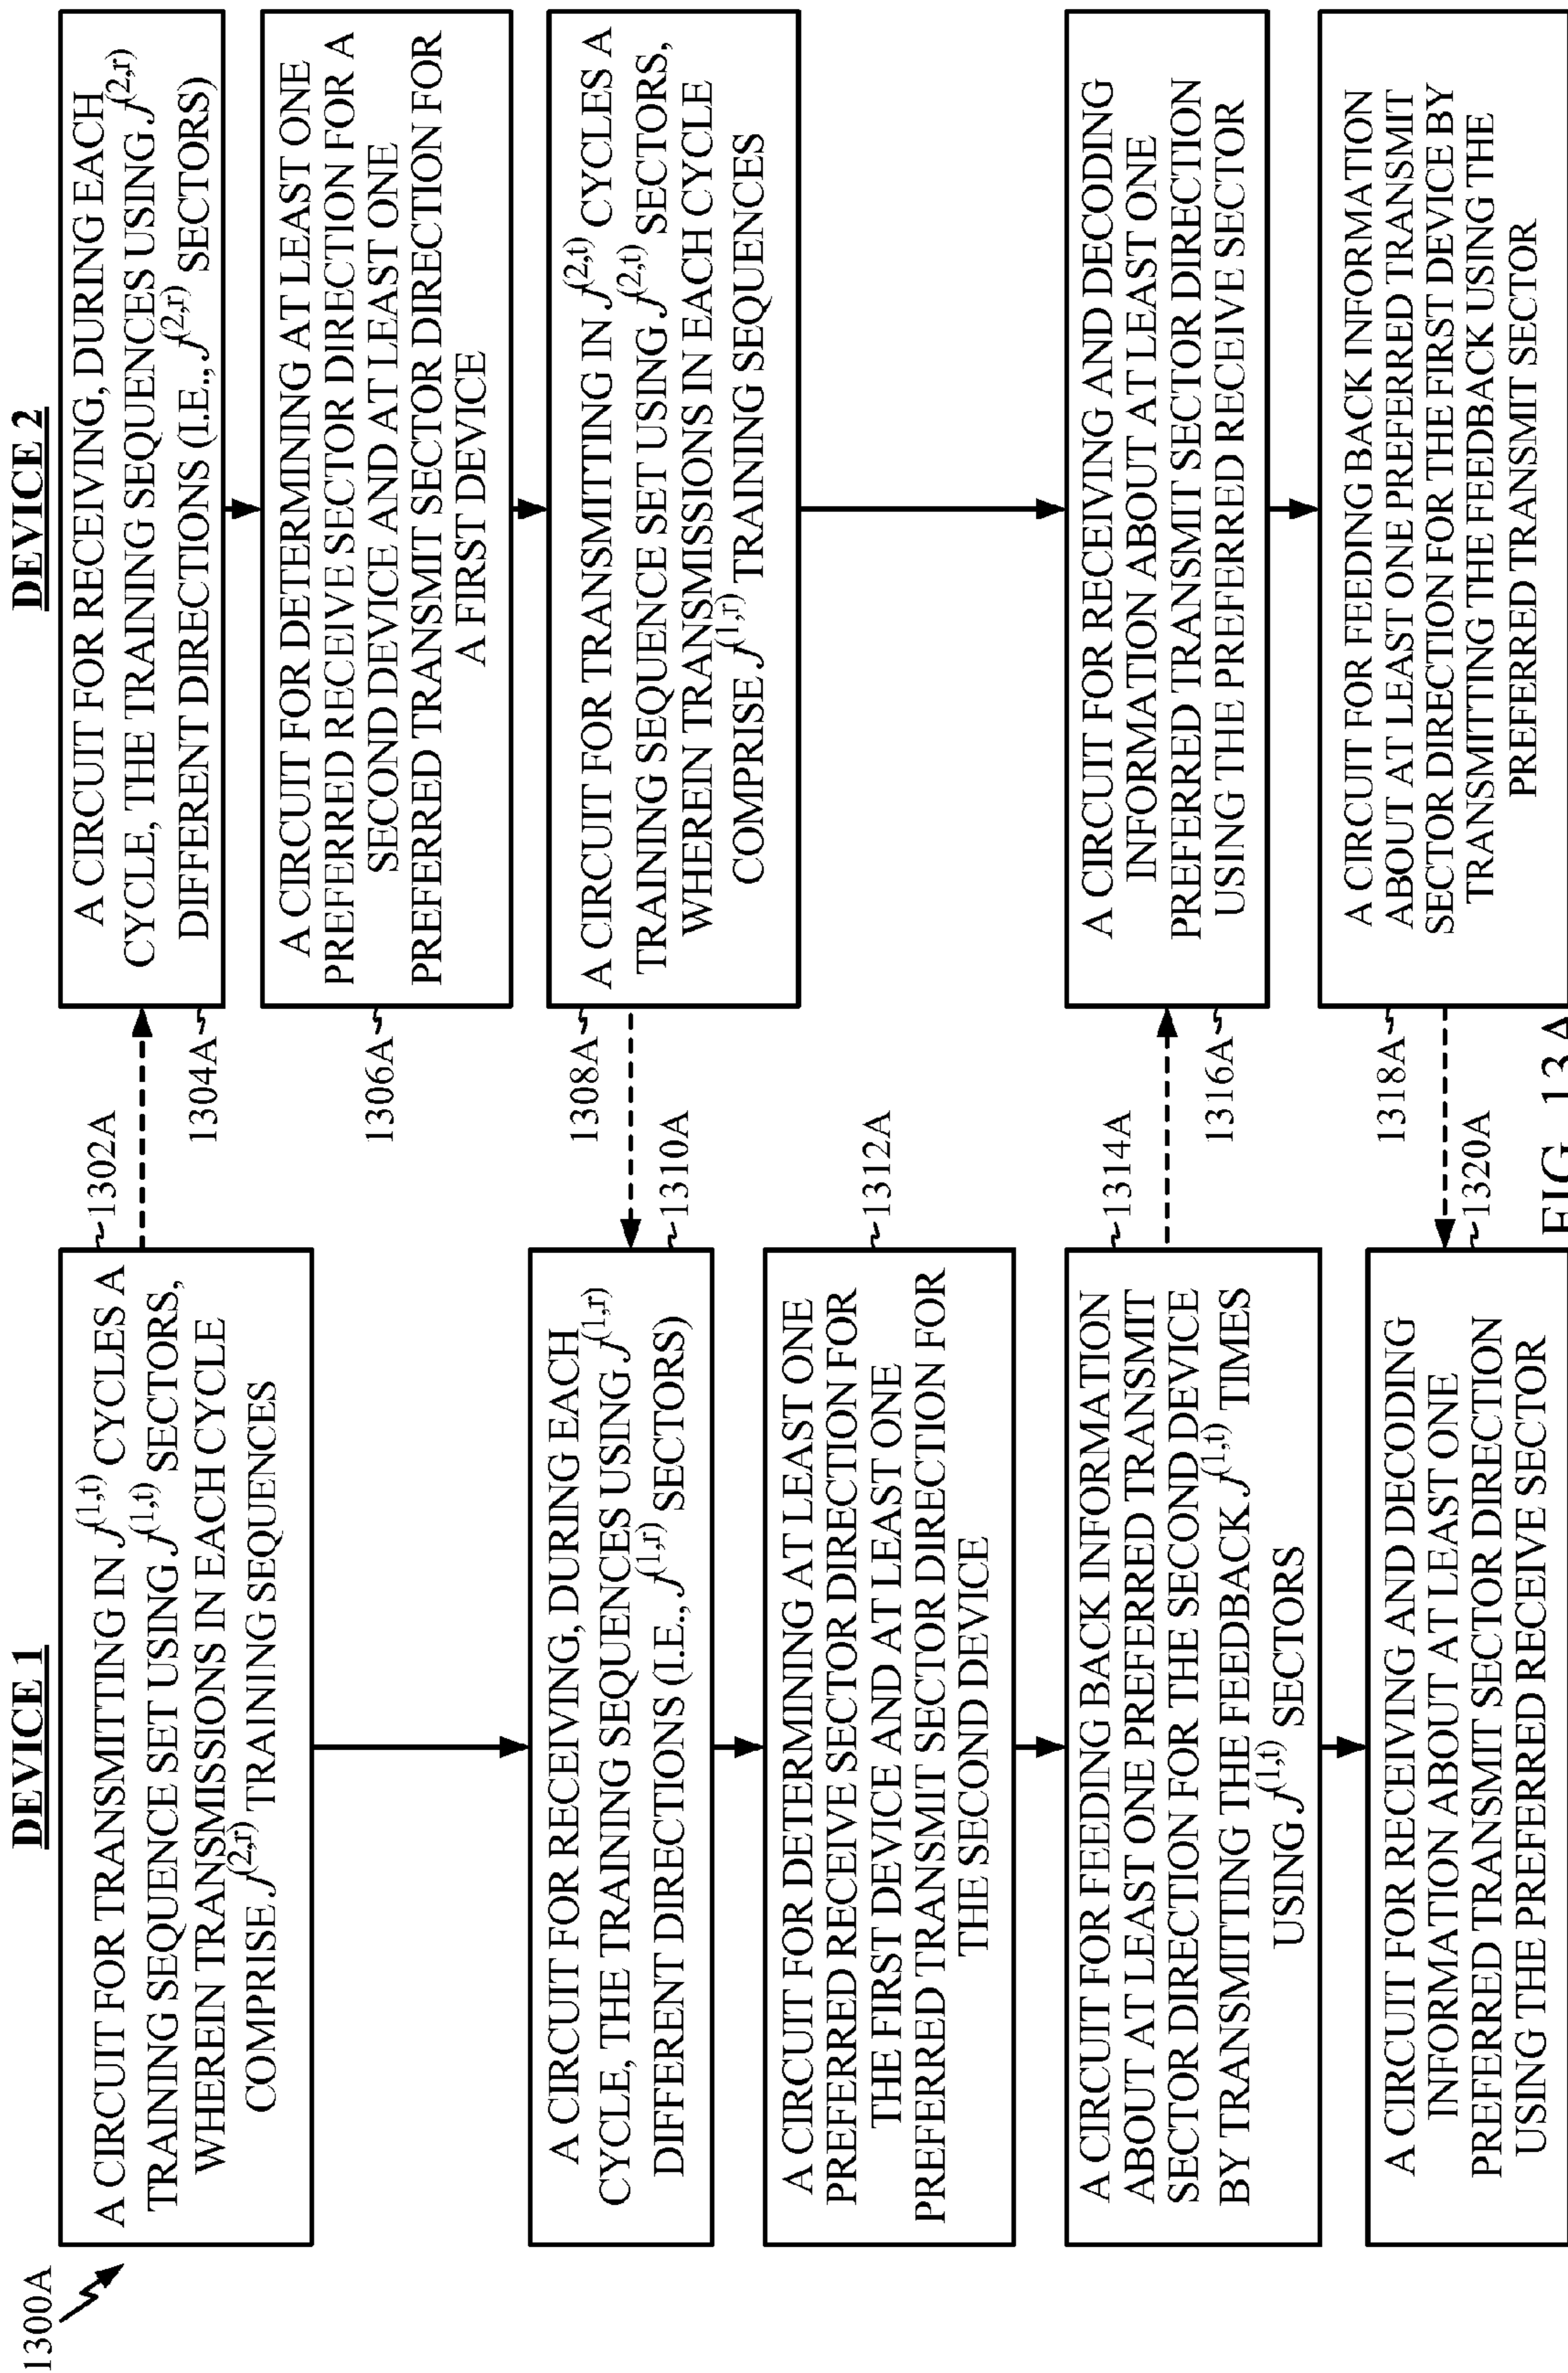 1300A
DEVICE 1
1302A
A CIRCUIT FOR TRANSMITTING IN J^(1,t) CYCLES A
TRAINING SEQUENCE SET USING J^(1,t) SECTORS,
WHEREIN TRANSMISSIONS IN EACH CYCLE
COMPRISE J^(2,r) TRAINING SEQUENCES
1310A
A CIRCUIT FOR RECEIVING, DURING EACH
CYCLE, THE TRAINING SEQUENCES USING J^(1,r)
DIFFERENT DIRECTIONS (I.E., J^(1,r) SECTORS)
1312A
A CIRCUIT FOR DETERMINING AT LEAST ONE
PREFERRED RECEIVE SECTOR DIRECTION FOR
THE FIRST DEVICE AND AT LEAST ONE
PREFERRED TRANSMIT SECTOR DIRECTION FOR
THE SECOND DEVICE
1314A
A CIRCUIT FOR FEEDING BACK INFORMATION
ABOUT AT LEAST ONE PREFERRED TRANSMIT
SECTOR DIRECTION FOR THE SECOND DEVICE
BY TRANSMITTING THE FEEDBACK J^(1,t) TIMES
USING J^(1,t) SECTORS
1320A
A CIRCUIT FOR RECEIVING AND DECODING
INFORMATION ABOUT AT LEAST ONE
PREFERRED TRANSMIT SECTOR DIRECTION
USING THE PREFERRED RECEIVE SECTOR
DEVICE 2
1304A
A CIRCUIT FOR RECEIVING, DURING EACH
CYCLE, THE TRAINING SEQUENCES USING J^(2,r)
DIFFERENT DIRECTIONS (I.E., J^(2,r) SECTORS)
1306A
A CIRCUIT FOR DETERMINING AT LEAST ONE
PREFERRED RECEIVE SECTOR DIRECTION FOR A
SECOND DEVICE AND AT LEAST ONE
PREFERRED TRANSMIT SECTOR DIRECTION FOR
A FIRST DEVICE
1308A
A CIRCUIT FOR TRANSMITTING IN J^(2,t) CYCLES A
TRAINING SEQUENCE SET USING J^(2,t) SECTORS,
WHEREIN TRANSMISSIONS IN EACH CYCLE
COMPRISE J^(1,r) TRAINING SEQUENCES
1316A
A CIRCUIT FOR RECEIVING AND DECODING
INFORMATION ABOUT AT LEAST ONE
PREFERRED TRANSMIT SECTOR DIRECTION
USING THE PREFERRED RECEIVE SECTOR
1318A
A CIRCUIT FOR FEEDING BACK INFORMATION
ABOUT AT LEAST ONE PREFERRED TRANSMIT
SECTOR DIRECTION FOR THE FIRST DEVICE BY
TRANSMITTING THE FEEDBACK USING THE
PREFERRED TRANSMIT SECTOR
FIG. 13A